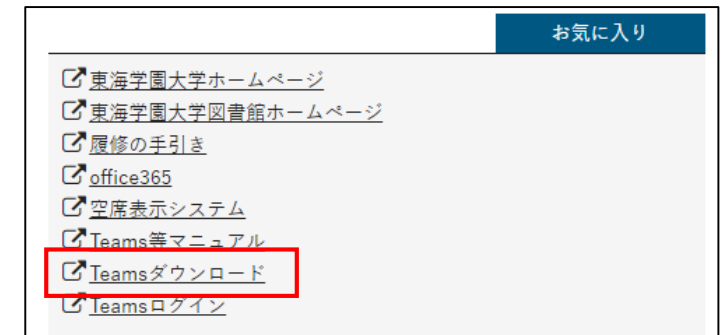 お気に入り
東海学園大学ホームページ
東海学園大学図書館ホームページ
履修の手引き
office365
空席表示システム
Teams等マニュアル
Teamsダウンロード
Teamsログイン